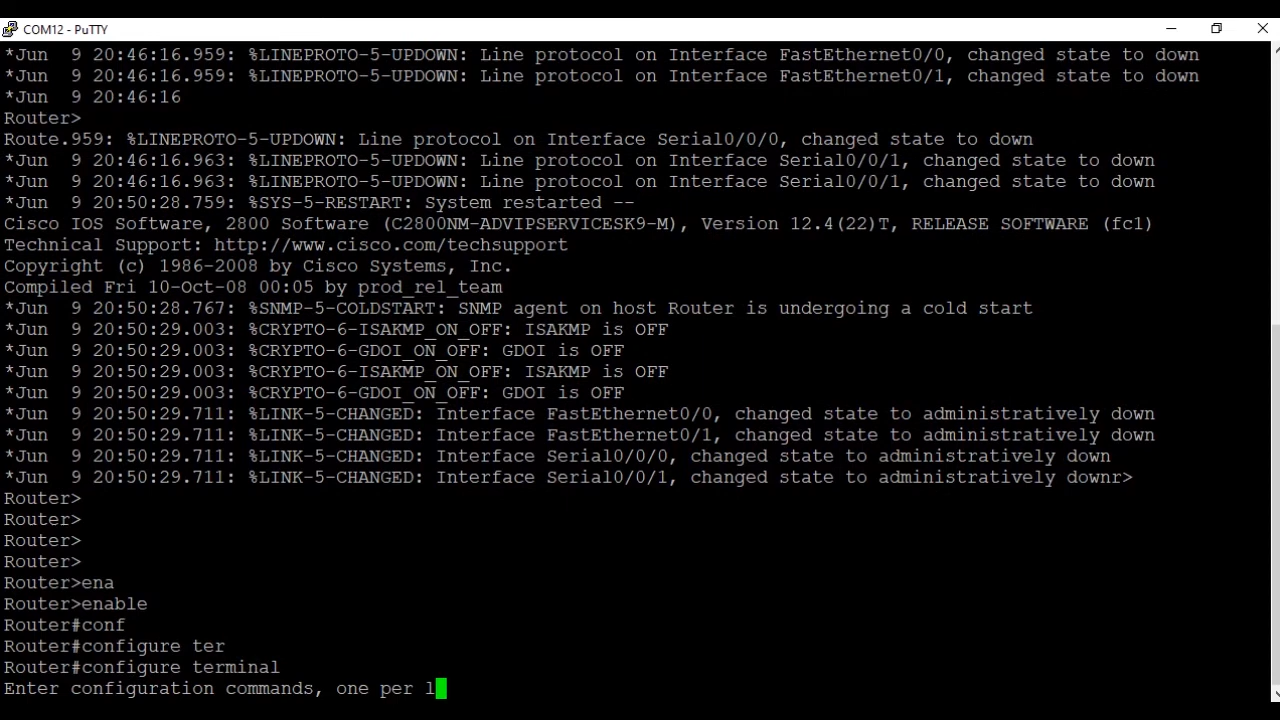 COM12 - PuTTY
*Jun  9 20:46:16.959: %LINEPROTO-5-UPDOWN: Line protocol on Interface FastEthernet0/0, changed state to down
*Jun  9 20:46:16.959: %LINEPROTO-5-UPDOWN: Line protocol on Interface FastEthernet0/1, changed state to down
*Jun  9 20:46:16
Router>
Route.959: %LINEPROTO-5-UPDOWN: Line protocol on Interface Serial0/0/0, changed state to down
*Jun  9 20:46:16.963: %LINEPROTO-5-UPDOWN: Line protocol on Interface Serial0/0/1, changed state to down
*Jun  9 20:46:16.963: %LINEPROTO-5-UPDOWN: Line protocol on Interface Serial0/0/1, changed state to down
*Jun  9 20:50:28.759: %SYS-5-RESTART: System restarted --
Cisco IOS Software, 2800 Software (C2800NM-ADVIPSERVICESK9-M), Version 12.4(22)T, RELEASE SOFTWARE (fc1)
Technical Support: http://www.cisco.com/techsupport
Copyright (c) 1986-2008 by Cisco Systems, Inc.
Compiled Fri 10-Oct-08 00:05 by prod_rel_team
*Jun  9 20:50:28.767: %SNMP-5-COLDSTART: SNMP agent on host Router is undergoing a cold start
*Jun  9 20:50:29.003: %CRYPTO-6-ISAKMP_ON_OFF: ISAKMP is OFF
*Jun  9 20:50:29.003: %CRYPTO-6-GDOI_ON_OFF: GDOI is OFF
*Jun  9 20:50:29.003: %CRYPTO-6-ISAKMP_ON_OFF: ISAKMP is OFF
*Jun  9 20:50:29.003: %CRYPTO-6-GDOI_ON_OFF: GDOI is OFF
*Jun  9 20:50:29.711: %LINK-5-CHANGED: Interface FastEthernet0/0, changed state to administratively down
*Jun  9 20:50:29.711: %LINK-5-CHANGED: Interface FastEthernet0/1, changed state to administratively down
*Jun  9 20:50:29.711: %LINK-5-CHANGED: Interface Serial0/0/0, changed state to administratively down
*Jun  9 20:50:29.711: %LINK-5-CHANGED: Interface Serial0/0/1, changed state to administratively downr>
Router>
Router>
Router>
Router>
Router>ena
Router>enable
Router#conf
Router#configure ter
Router#configure terminal
Enter configuration commands, one per l